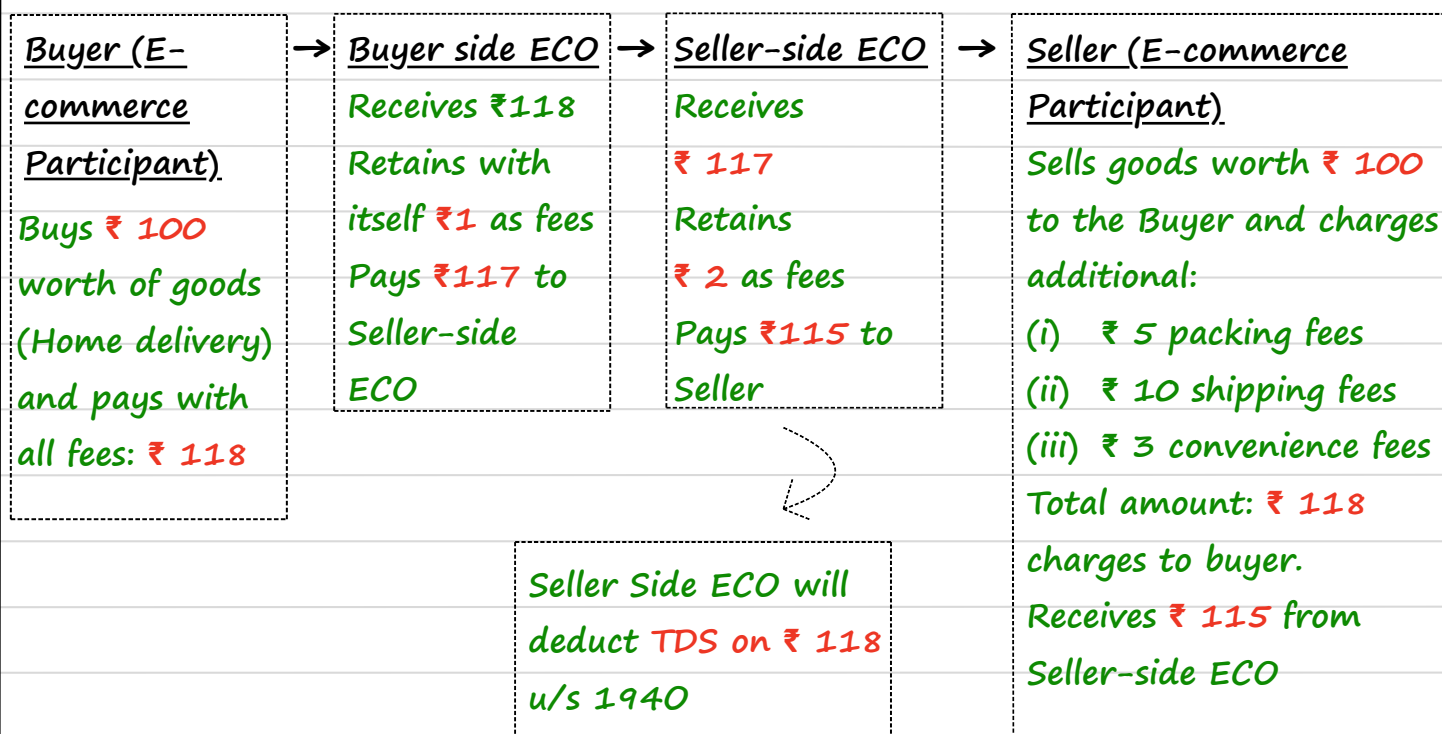 Buyer (E-
commerce
Participant)
Buys ₹ 100
worth of goods
(Home delivery)
and pays with
all fees: ₹ 118
→
Buyer side ECO
Receives ₹118
Retains with
itself ₹1 as fees
Pays ₹117 to
Seller-side
ECO
→
Seller-side ECO
Receives
₹ 117
Retains
₹ 2 as fees
Pays ₹115 to
Seller
→
Seller (E-commerce
Participant)
Sells goods worth ₹ 100
to the Buyer and charges
additional:
(i) ₹ 5 packing fees
(ii) ₹ 10 shipping fees
(iii) ₹ 3 convenience fees
Total amount: ₹ 118
charges to buyer.
Receives ₹ 115 from
Seller-side ECO
Seller Side ECO will
deduct TDS on ₹ 118
u/s 194O